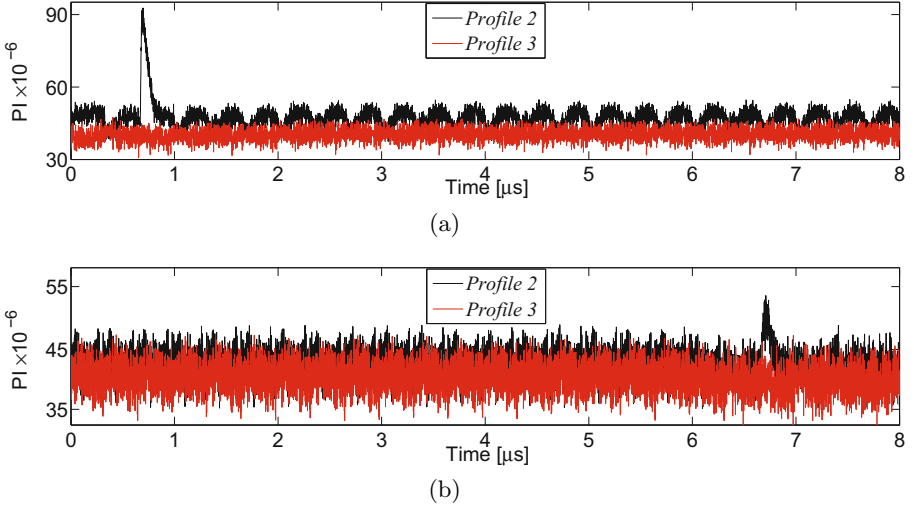 90
Profile 2
Profile 3
60
PI ×10⁻⁶
30
0 1 2 3 4 5 6 7 8
Time [μs]
(a)
55
Profile 2
Profile 3
45
PI ×10⁻⁶
35
0 1 2 3 4 5 6 7 8
Time [μs]
(b)